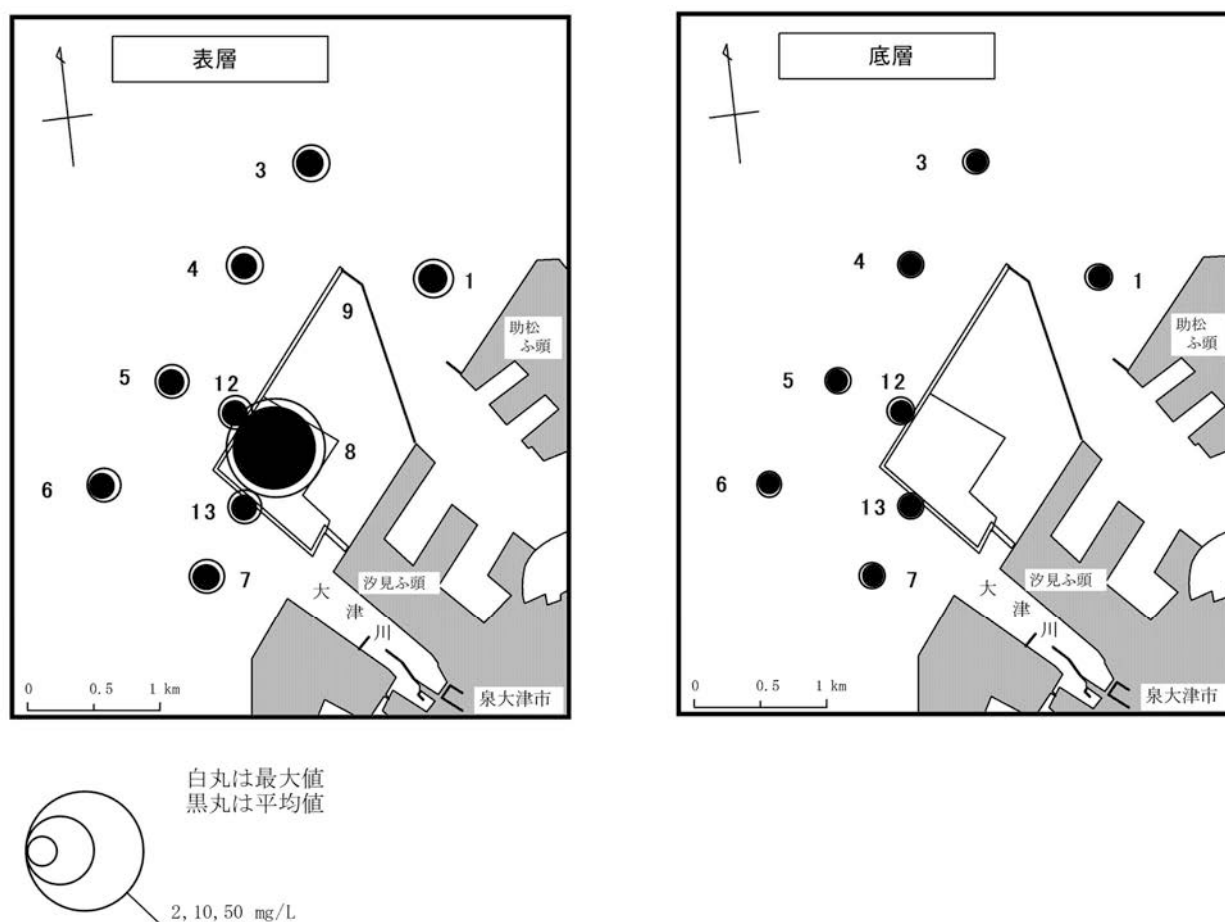 表層
3
4
1
9
助松
ふ頭
5
12
8
6
13
7
汐見ふ頭
大
津
川
0 0.5 1 km
泉大津市
底層
3
4
1
助松
ふ頭
5
12
6
13
7
汐見ふ頭
大
津
川
0 0.5 1 km
泉大津市
白丸は最大値
黒丸は平均値
2, 10, 50 mg/L